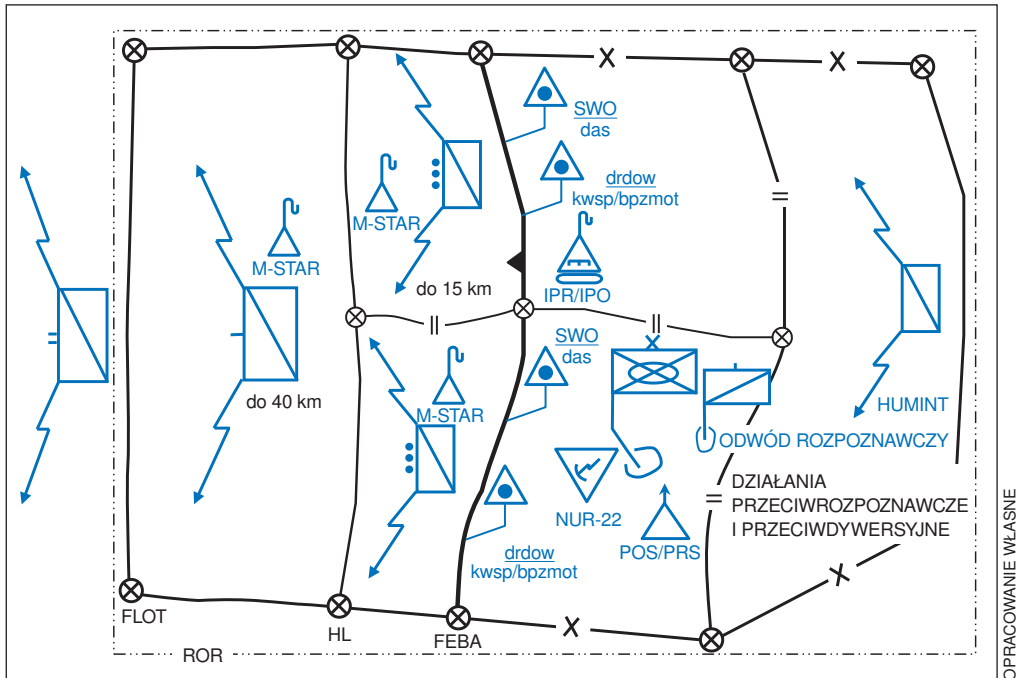 SWO
das
drdow
kwsp/bpzmot
M-STAR
M-STAR
do 15 km
IPR/IPO
SWO
das
do 40 km
M-STAR
HUMINT
ODWÓD ROZPOZNAWCZY
DZIAŁANIA
PRZECIWROZPOZNAWCZE
I PRZECIWDYWERSYJNE
NUR-22
POS/PRS
drdow
kwsp/bpzmot
FLOT
HL
FEBA
ROR
OPRACOWANIE WŁASNE